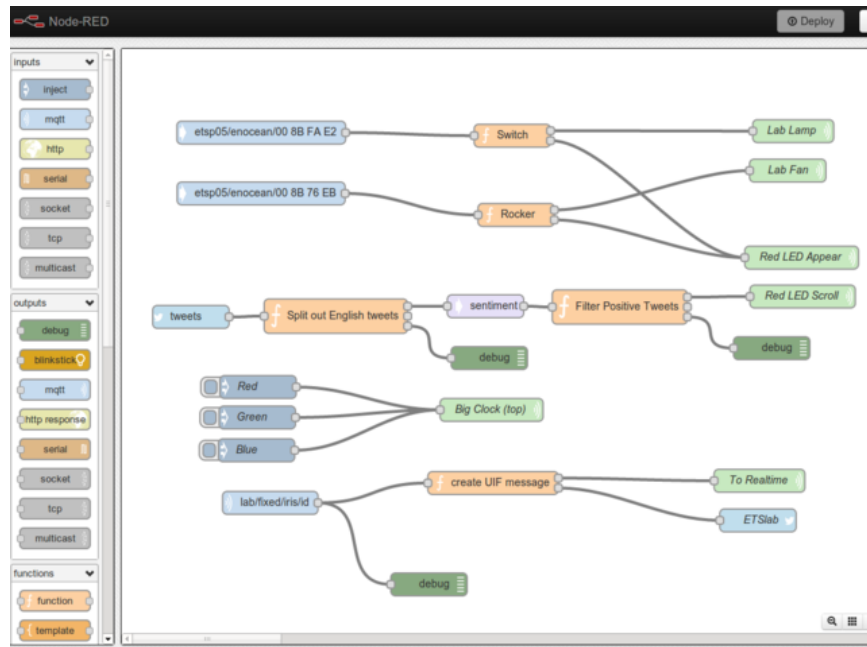 Node-RED
Deploy
inputs
inject
mqtt
http
serial
socket
tcp
multicast
outputs
debug
blinkstick
mqtt
http response
serial
socket
tcp
multicast
functions
function
template
etsp05/enocean/00 8B FA E2
Switch
Lab Lamp
Lab Fan
etsp05/enocean/00 8B 76 EB
Rocker
Red LED Appear
tweets
Split out English tweets
sentiment
Filter Positive Tweets
Red LED Scroll
debug
debug
Red
Green
Blue
Big Clock (top)
lab/fixed/iris/id
create UIF message
To Realtime
ETSlab
debug